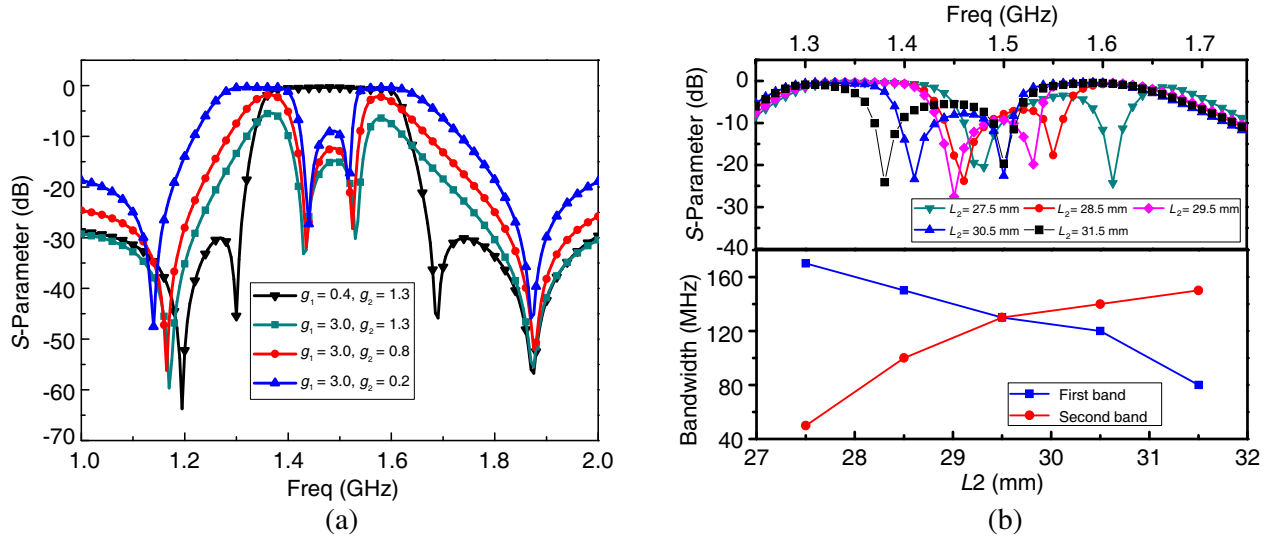 10
0
-10
-20
-30
-40
-50
-60
-70
S-Parameter (dB)
g1 = 0.4, g2 = 1.3
g1 = 3.0, g2 = 1.3
g1 = 3.0, g2 = 0.8
g1 = 3.0, g2 = 0.2
1.0 1.2 1.4 1.6 1.8 2.0
Freq (GHz)
(a)
Freq (GHz)
1.3 1.4 1.5 1.6 1.7
10
0
-10
-20
-30
-40
S-Parameter (dB)
L2= 27.5 mm L2= 28.5 mm L2= 29.5 mm
L2= 30.5 mm L2= 31.5 mm
160
120
80
40
Bandwidth (MHz)
First band
Second band
27 28 29 30 31 32
L2 (mm)
(b)